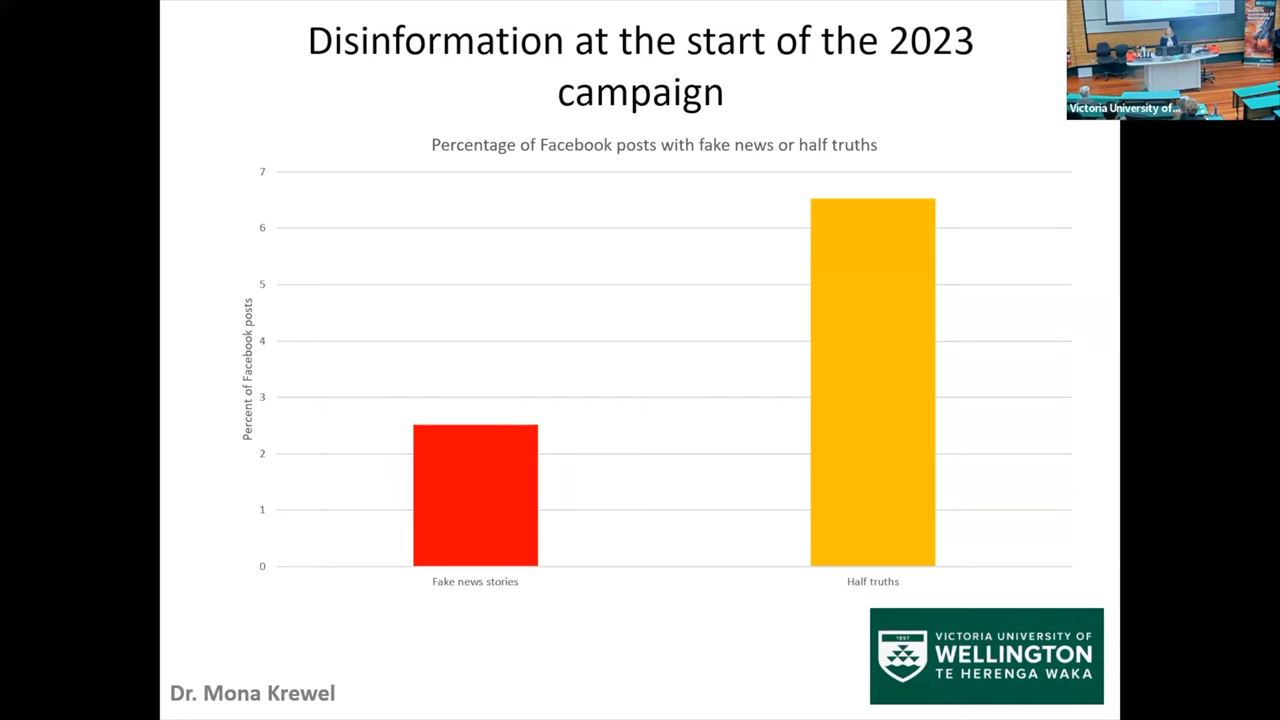 Disinformation at the start of the 2023
campaign
Victoria University of...
Percentage of Facebook posts with fake news or half truths
Percent of Facebook posts
7
6
5
4
3
2
1
0
Fake news stories
Half truths
1897
VICTORIA UNIVERSITY OF
WELLINGTON
TE HERENGA WAKA
Dr. Mona Krewel